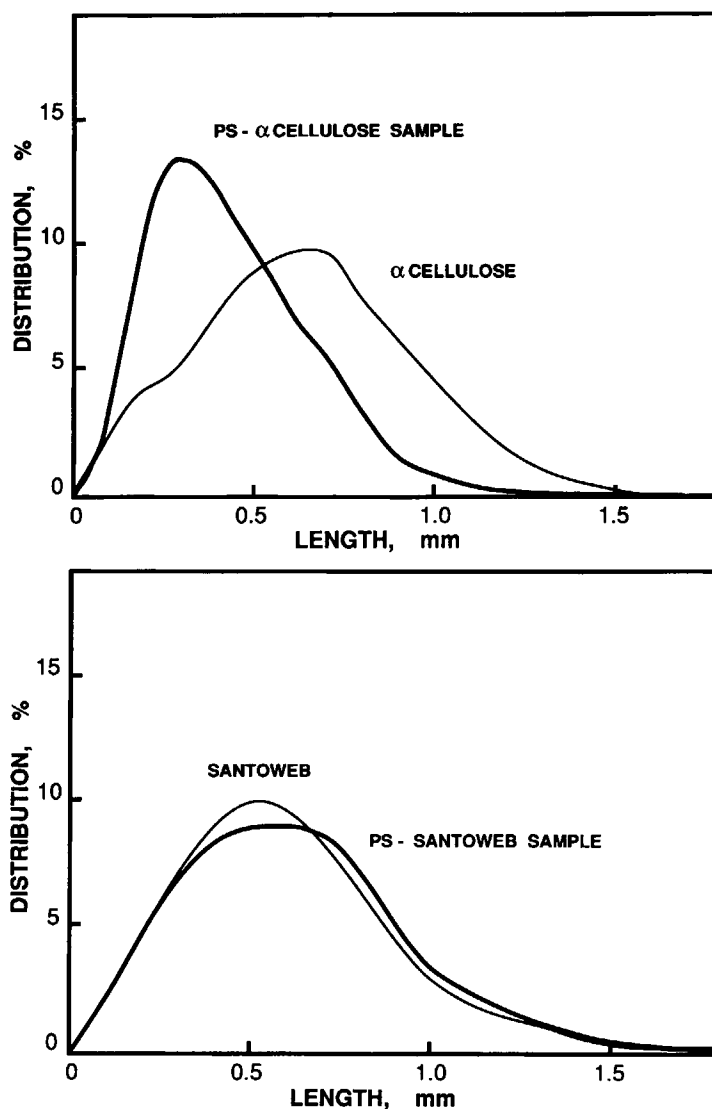 PS - α CELLULOSE SAMPLE
α CELLULOSE
DISTRIBUTION, %
15
10
5
0
0 0.5 1.0 1.5
LENGTH, mm
SANTOWEB
PS - SANTOWEB SAMPLE
DISTRIBUTION, %
15
10
5
0
0 0.5 1.0 1.5
LENGTH, mm